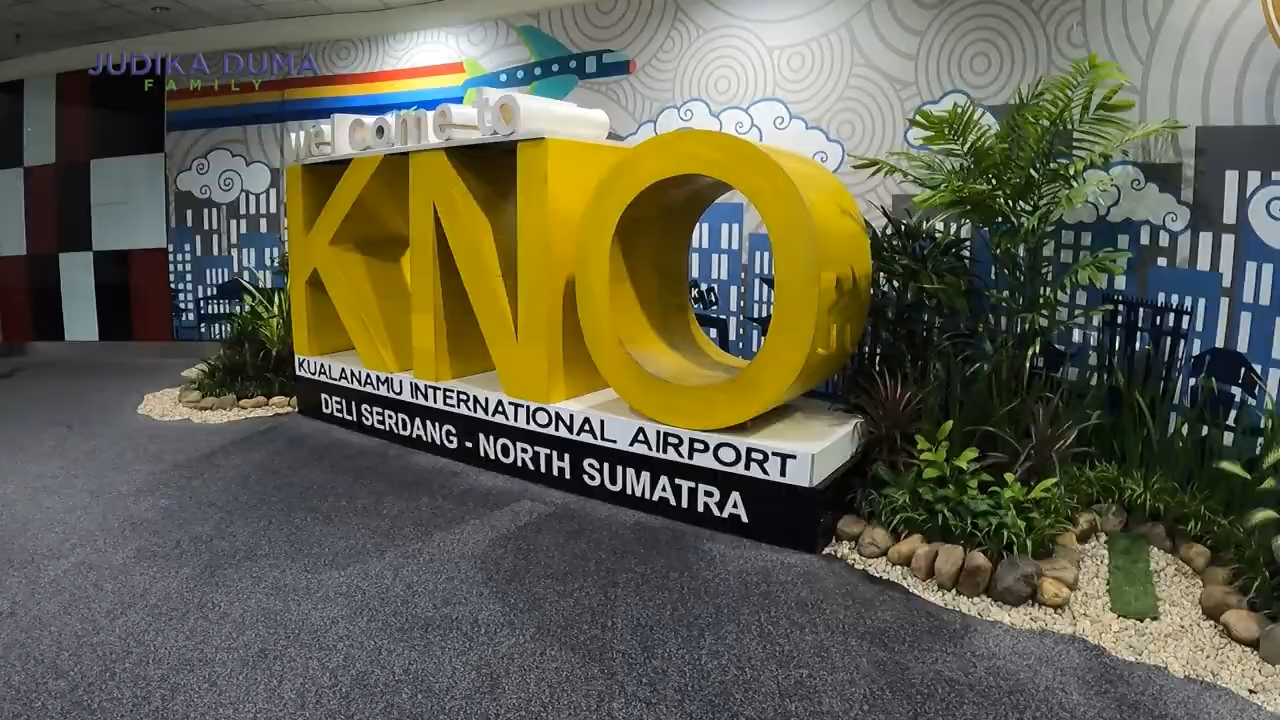 JUDIKA DUMA
FAMILY
welcome to
KNO
KUALANAMU INTERNATIONAL AIRPORT
DELI SERDANG - NORTH SUMATRA